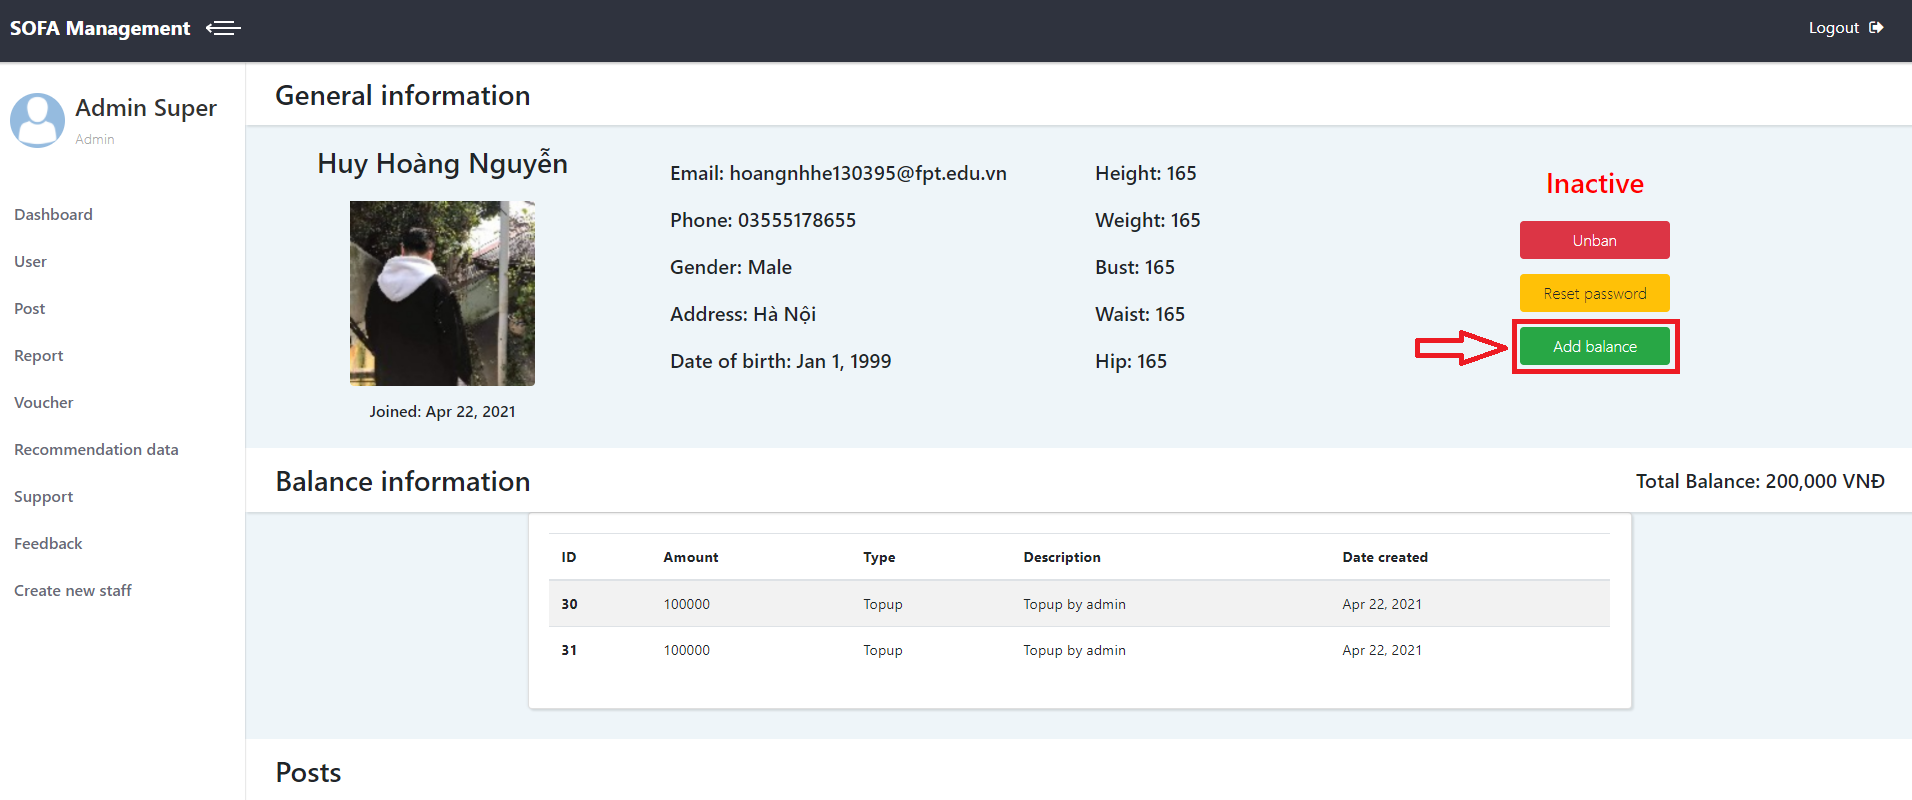 SOFA Management
Logout
Admin Super
Admin
Dashboard
User
Post
Report
Voucher
Recommendation data
Support
Feedback
Create new staff
General information
Huy Hoàng Nguyễn
Joined: Apr 22, 2021
Email: hoangnhhe130395@fpt.edu.vn
Phone: 03555178655
Gender: Male
Address: Hà Nội
Date of birth: Jan 1, 1999
Height: 165
Weight: 165
Bust: 165
Waist: 165
Hip: 165
Inactive
Unban
Reset password
Add balance
Balance information
Total Balance: 200,000 VNĐ
ID Amount Type Description Date created
30 100000 Topup Topup by admin Apr 22, 2021
31 100000 Topup Topup by admin Apr 22, 2021
Posts